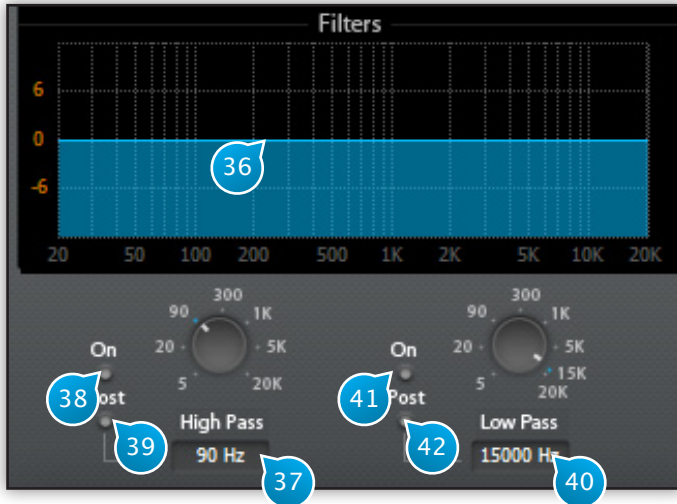 Filters
6
0
-6
36
20 50 100 200 500 1K 2K 5K 10K 20K
300 300
90 1K 90 1K
On 20 5K On 20 5K
5 20K 5 15K
20K
38 ost 41 Post
39 High Pass 42 Low Pass
90 Hz 15000 Hz
37 40